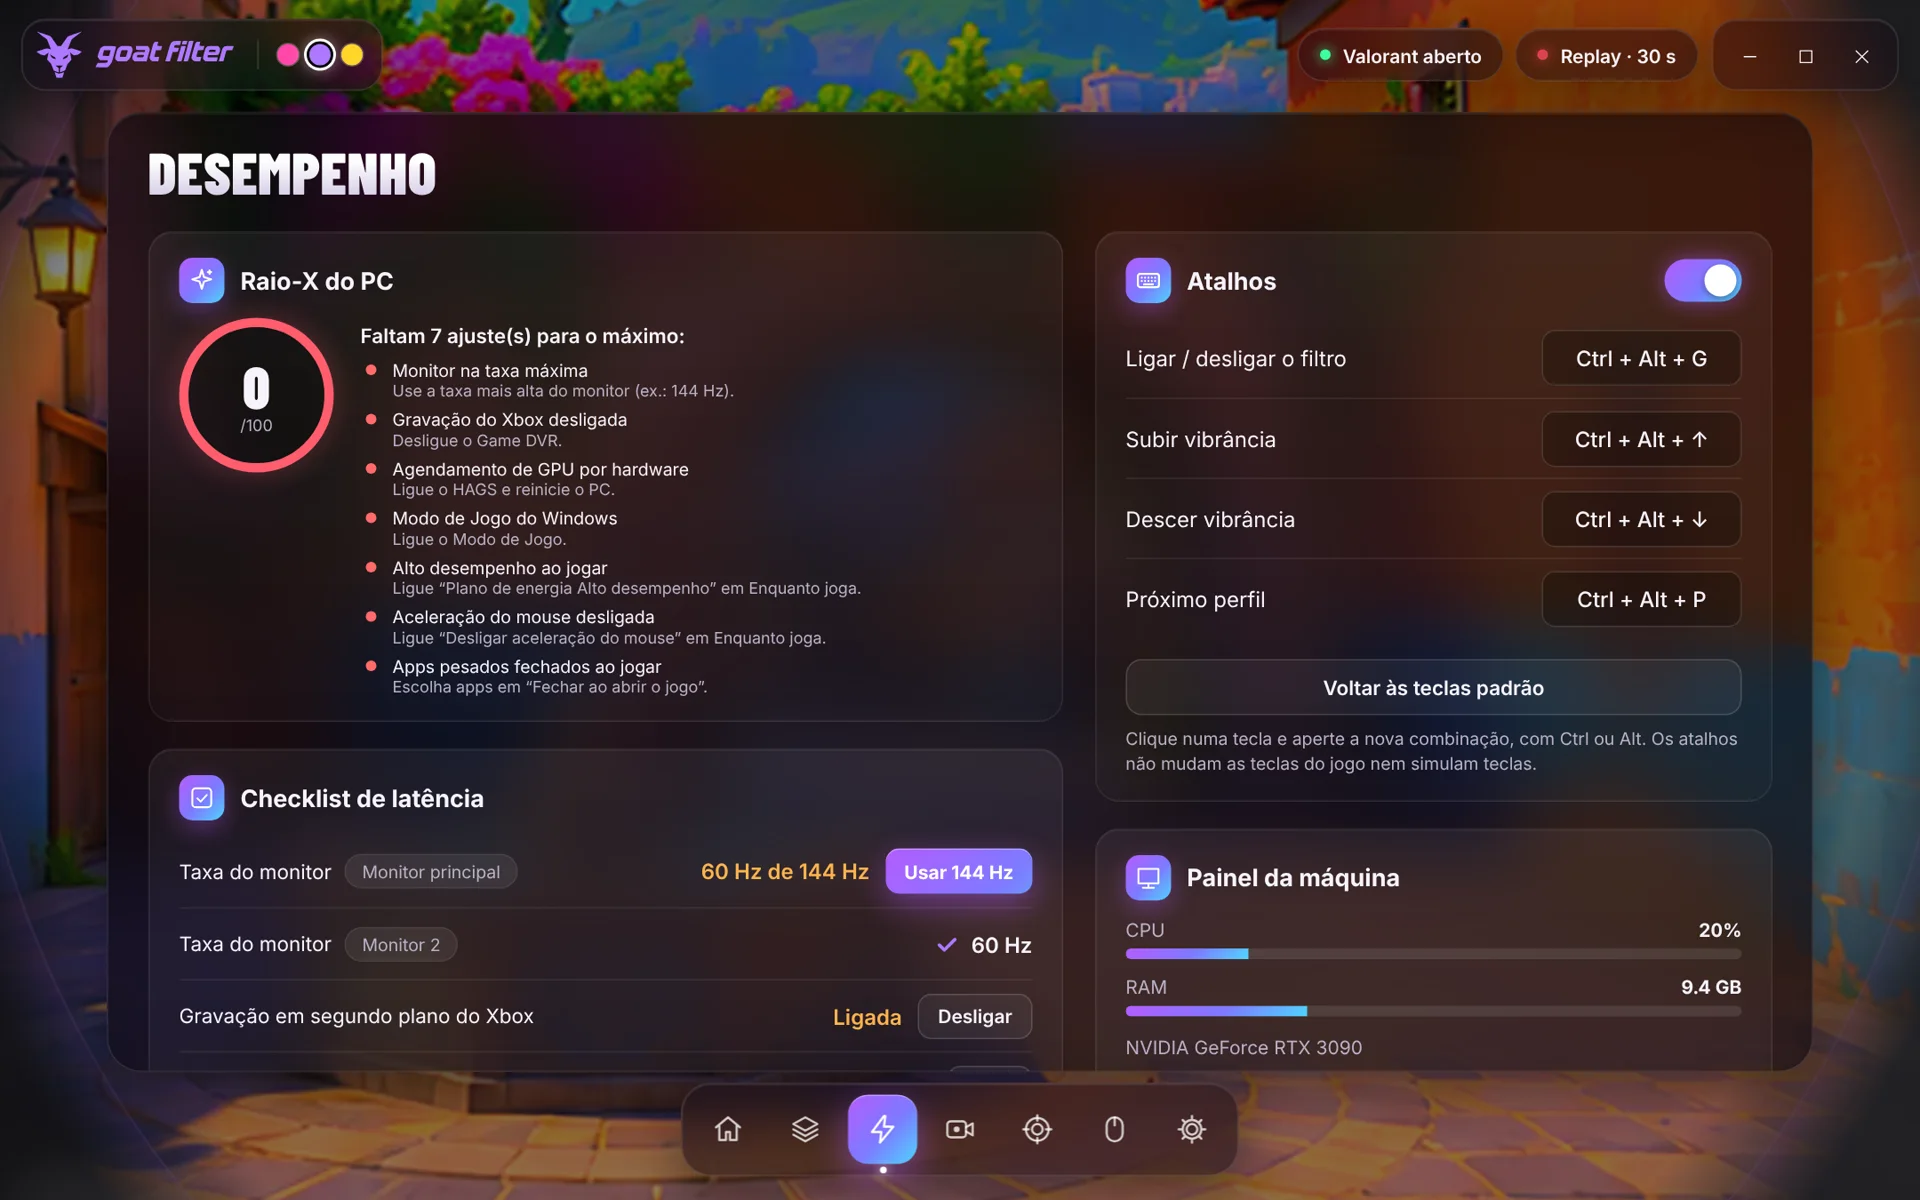 goat filter
Valorant aberto
Replay · 30 s
DESEMPENHO
Raio-X do PC
0
/100
Faltam 7 ajuste(s) para o máximo:
Monitor na taxa máxima
Use a taxa mais alta do monitor (ex.: 144 Hz).
Gravação do Xbox desligada
Desligue o Game DVR.
Agendamento de GPU por hardware
Ligue o HAGS e reinicie o PC.
Modo de Jogo do Windows
Ligue o Modo de Jogo.
Alto desempenho ao jogar
Ligue “Plano de energia Alto desempenho” em Enquanto joga.
Aceleração do mouse desligada
Ligue “Desligar aceleração do mouse” em Enquanto joga.
Apps pesados fechados ao jogar
Escolha apps em “Fechar ao abrir o jogo”.
Checklist de latência
Taxa do monitor Monitor principal 60 Hz de 144 Hz Usar 144 Hz
Taxa do monitor Monitor 2 60 Hz
Gravação em segundo plano do Xbox Ligada Desligar
Atalhos
Ligar / desligar o filtro Ctrl + Alt + G
Subir vibrância Ctrl + Alt + ↑
Descer vibrância Ctrl + Alt + ↓
Próximo perfil Ctrl + Alt + P
Voltar às teclas padrão
Clique numa tecla e aperte a nova combinação, com Ctrl ou Alt. Os atalhos
não mudam as teclas do jogo nem simulam teclas.
Painel da máquina
CPU 20%
RAM 9.4 GB
NVIDIA GeForce RTX 3090